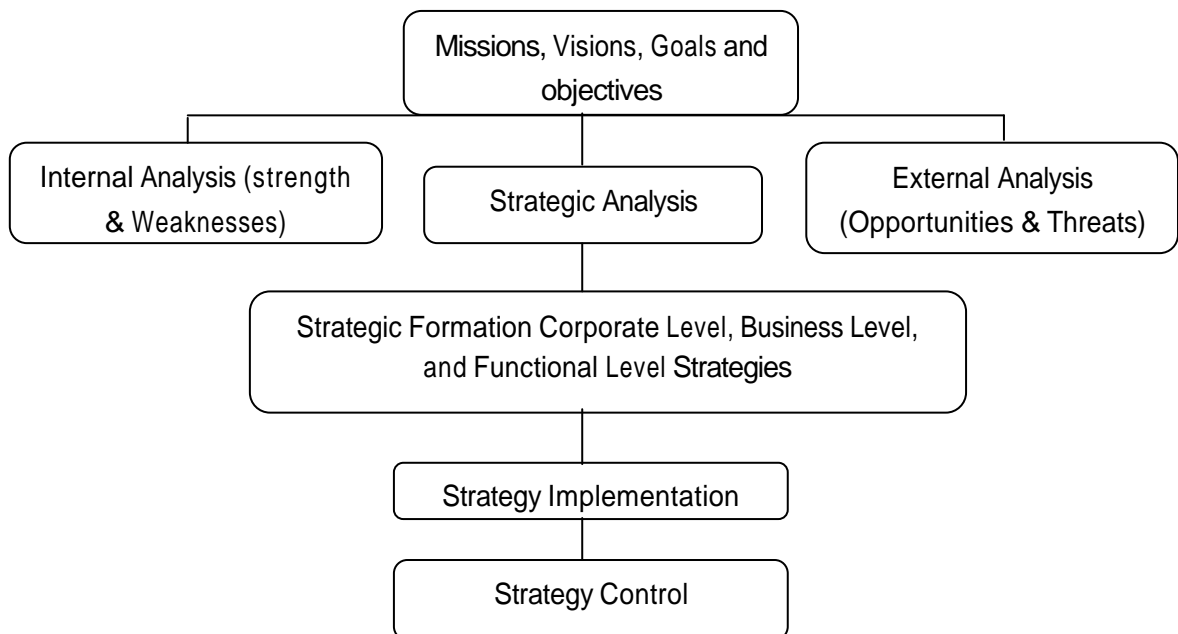 Missions, Visions, Goals and
objectives
Internal Analysis (strength
& Weaknesses)
Strategic Analysis
External Analysis
(Opportunities & Threats)
Strategic Formation Corporate Level, Business Level,
and Functional Level Strategies
Strategy Implementation
Strategy Control